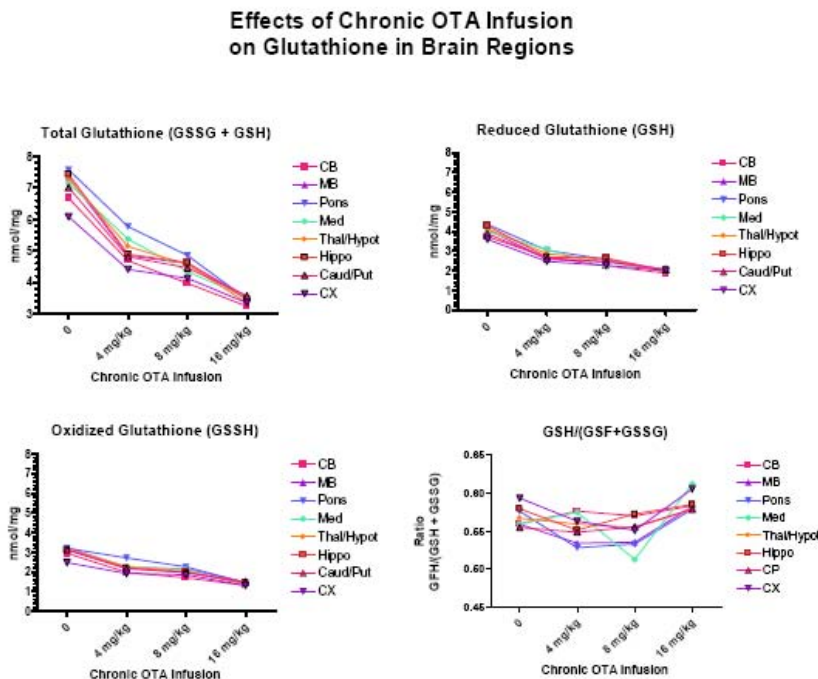 Effects of Chronic OTA Infusion
on Glutathione in Brain Regions
Total Glutathione (GSSG + GSH)
8
7
6
5
4
3
nmol/mg
0
4 mg/kg
8 mg/kg
16 mg/kg
Chronic OTA Infusion
CB
MB
Pons
Med
Thal/Hypot
Hippo
Caud/Put
CX
Reduced Glutathione (GSH)
8
7
6
5
4
3
2
1
0
nmol/mg
0
4 mg/kg
8 mg/kg
16 mg/kg
Chronic OTA Infusion
CB
MB
Pons
Med
Thal/Hypot
Hippo
Caud/Put
CX
Oxidized Glutathione (GSSH)
8
7
6
5
4
3
2
1
0
nmol/mg
0
4 mg/kg
8 mg/kg
16 mg/kg
Chronic OTA Infusion
CB
MB
Pons
Med
Thal/Hypot
Hippo
Caud/Put
CX
GSH/(GSF+GSSG)
0.65
0.60
0.65
0.60
0.45
Ratio
GFH/(GSH + GSSG)
0
4 mg/kg
8 mg/kg
16 mg/kg
Chronic OTA Infusion
CB
MB
Pons
Med
Thal/Hypot
Hippo
CP
CX